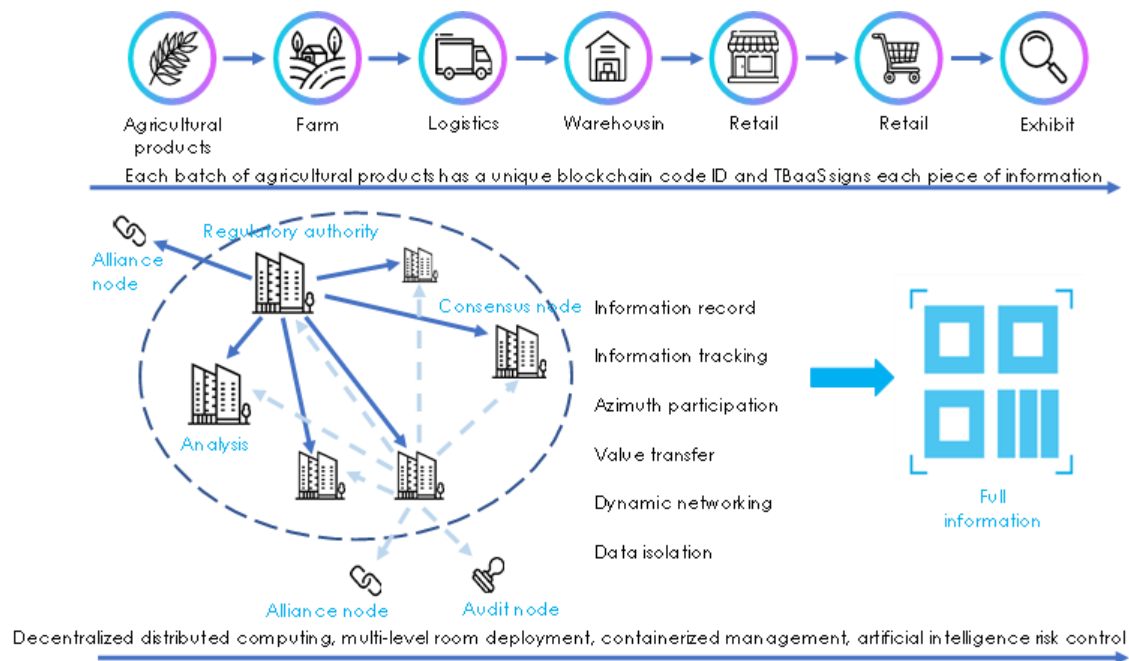 Agricultural
products
Farm
Logistics
Warehousin
Retail
Retail
Exhibit
Each batch of agricultural products has a unique blockchain code ID and TBaaS signs each piece of information
Regulatory authority
Alliance
node
Consensus node
Analysis
Alliance node
Audit node
Information record
Information tracking
Azimuth participation
Value transfer
Dynamic networking
Data isolation
Full
information
Decentralized distributed computing, multi-level room deployment, containerized management, artificial intelligence risk control